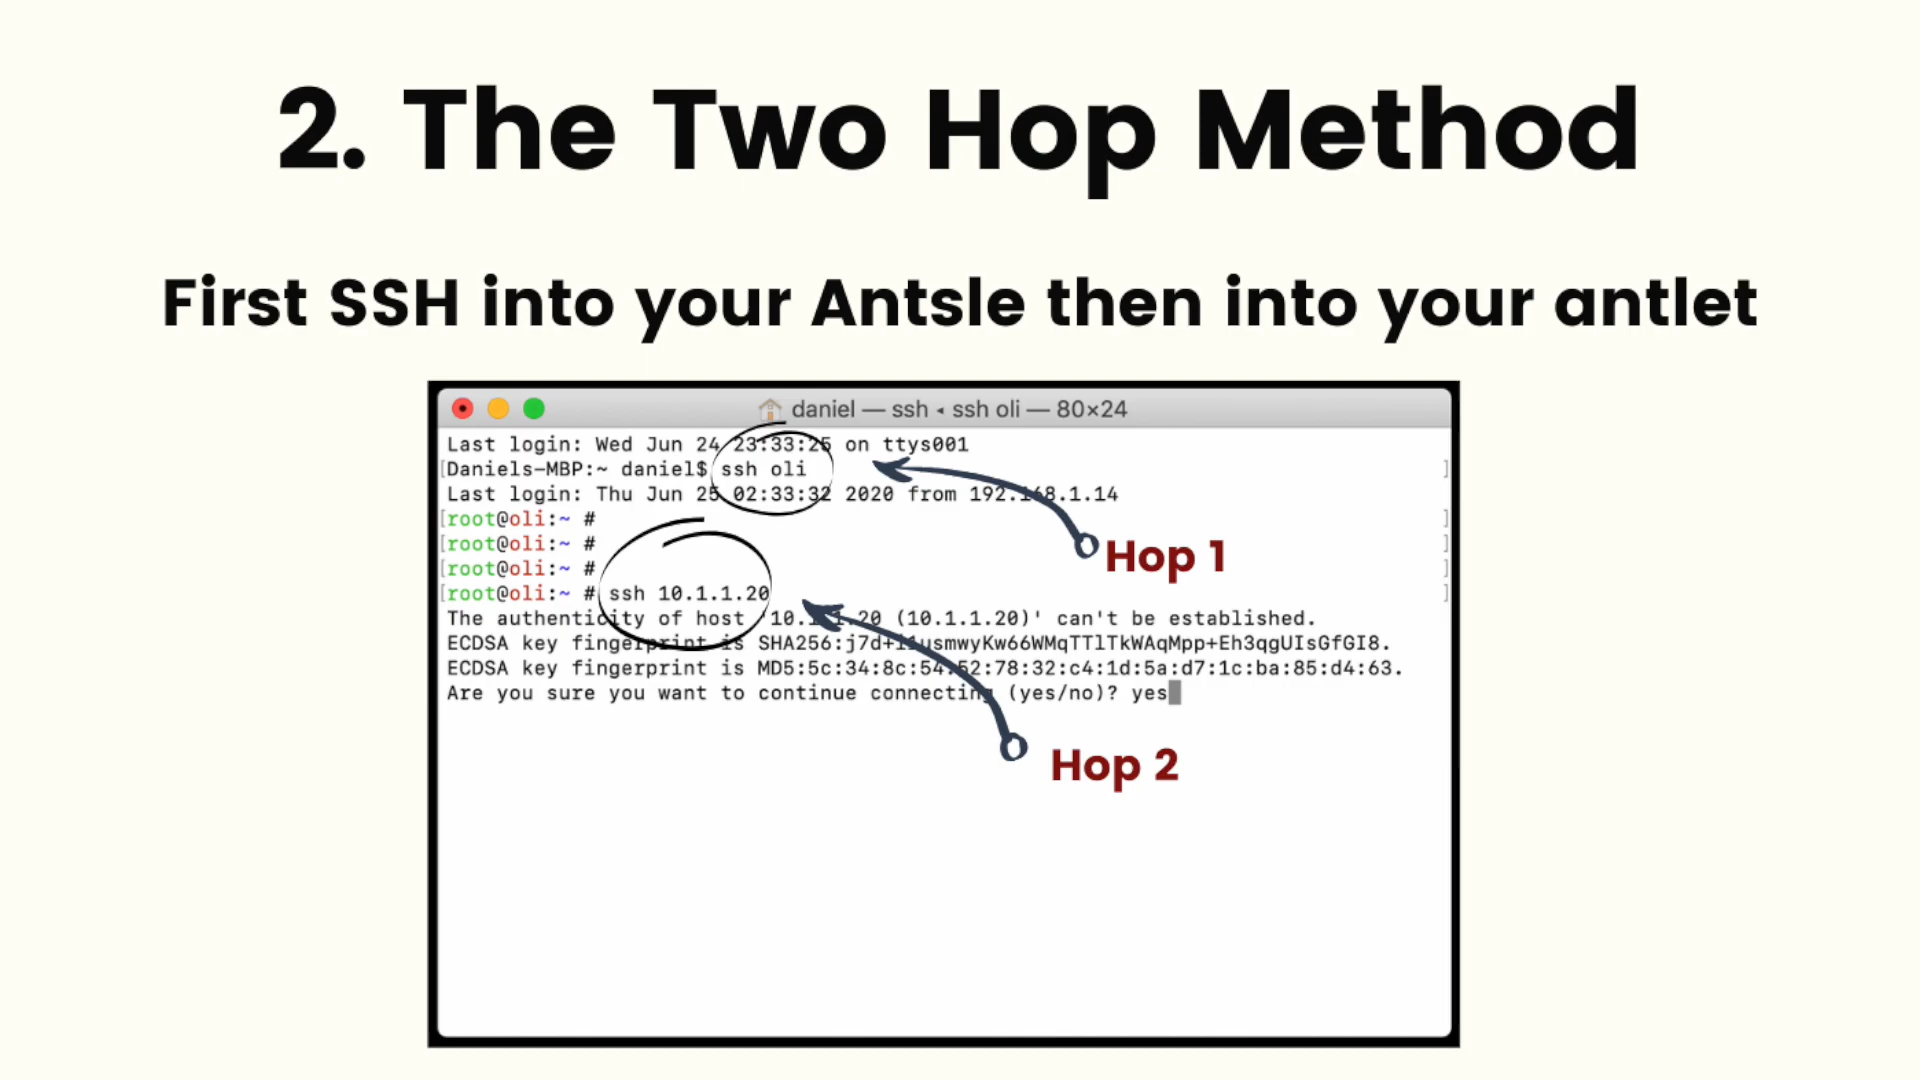 2. The Two Hop Method
First SSH into your Antsle then into your antlet
daniel — ssh ◂ ssh oli — 80×24
Last login: Wed Jun 24 23:33:25 on ttys001
[Daniels-MBP:~ daniel$ ssh oli ]
Last login: Thu Jun 25 02:33:32 2020 from 192.168.1.14
[root@oli:~ # ]
[root@oli:~ # ]
[root@oli:~ # ]
[root@oli:~ # ssh 10.1.1.20 ]
The authenticity of host '10.1.1.20 (10.1.1.20)' can't be established.
ECDSA key fingerprint is
ECDSA key fingerprint is MD5:5c:34:8c:54:52:78:32:c4:1d:5a:d7:1c:ba:85:d4:63.
Are you sure you want to continue connecting (yes/no)? yes
Hop 1
Hop 2